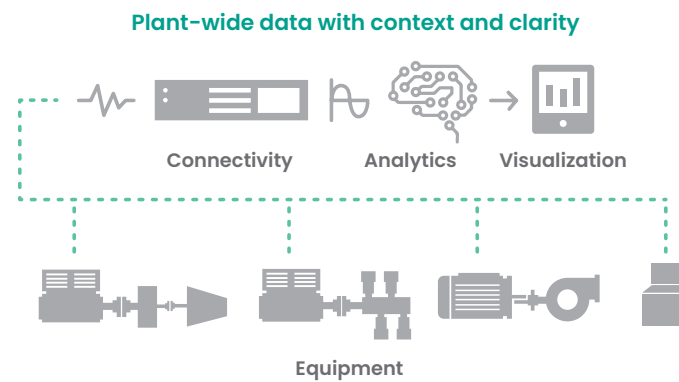 Plant-wide data with context and clarity
Connectivity
Analytics
Visualization
Equipment